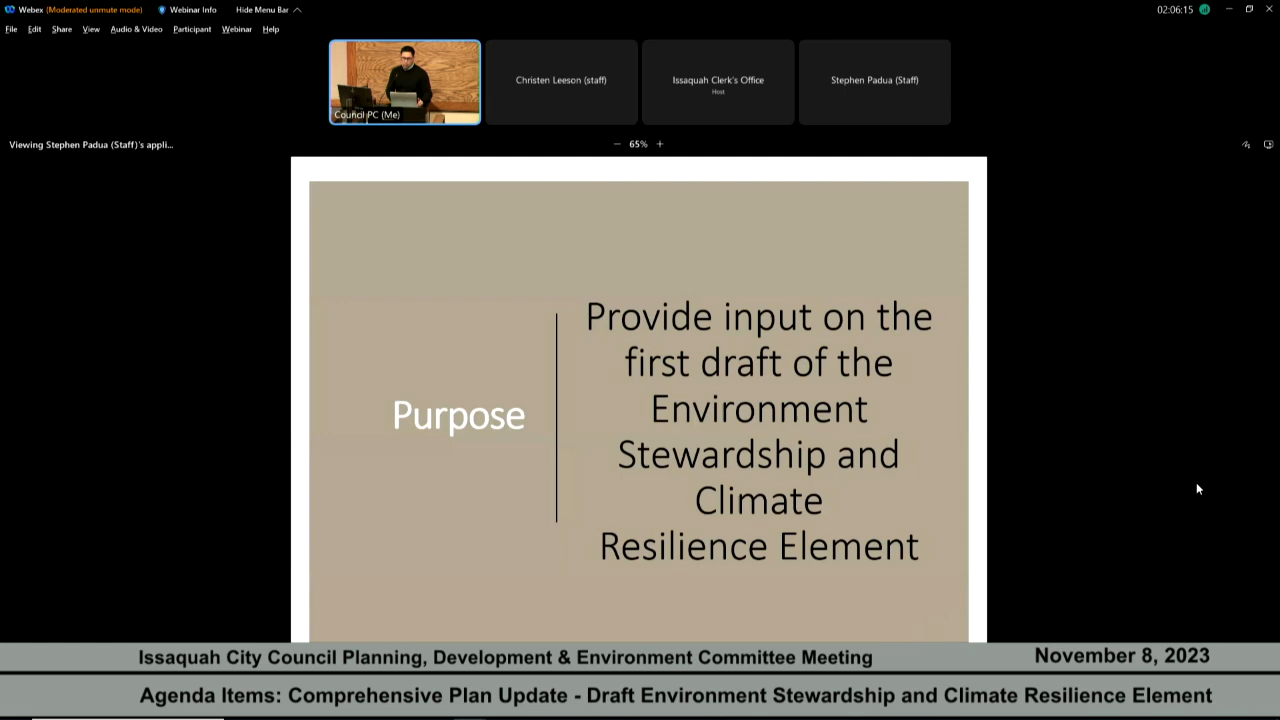 Webex (Moderated unmute mode) Webinar Info Hide Menu Bar 02:06:15
File Edit Share View Audio & Video Participant Webinar Help
Council PC (Me)
Christen Leeson (staff)
Issaquah Clerk's Office
Host
Stephen Padua (Staff)
Viewing Stephen Padua (Staff)'s appli...
65%
Purpose
Provide input on the
first draft of the
Environment
Stewardship and
Climate
Resilience Element
Issaquah City Council Planning, Development & Environment Committee Meeting November 8, 2023
Agenda Items: Comprehensive Plan Update - Draft Environment Stewardship and Climate Resilience Element